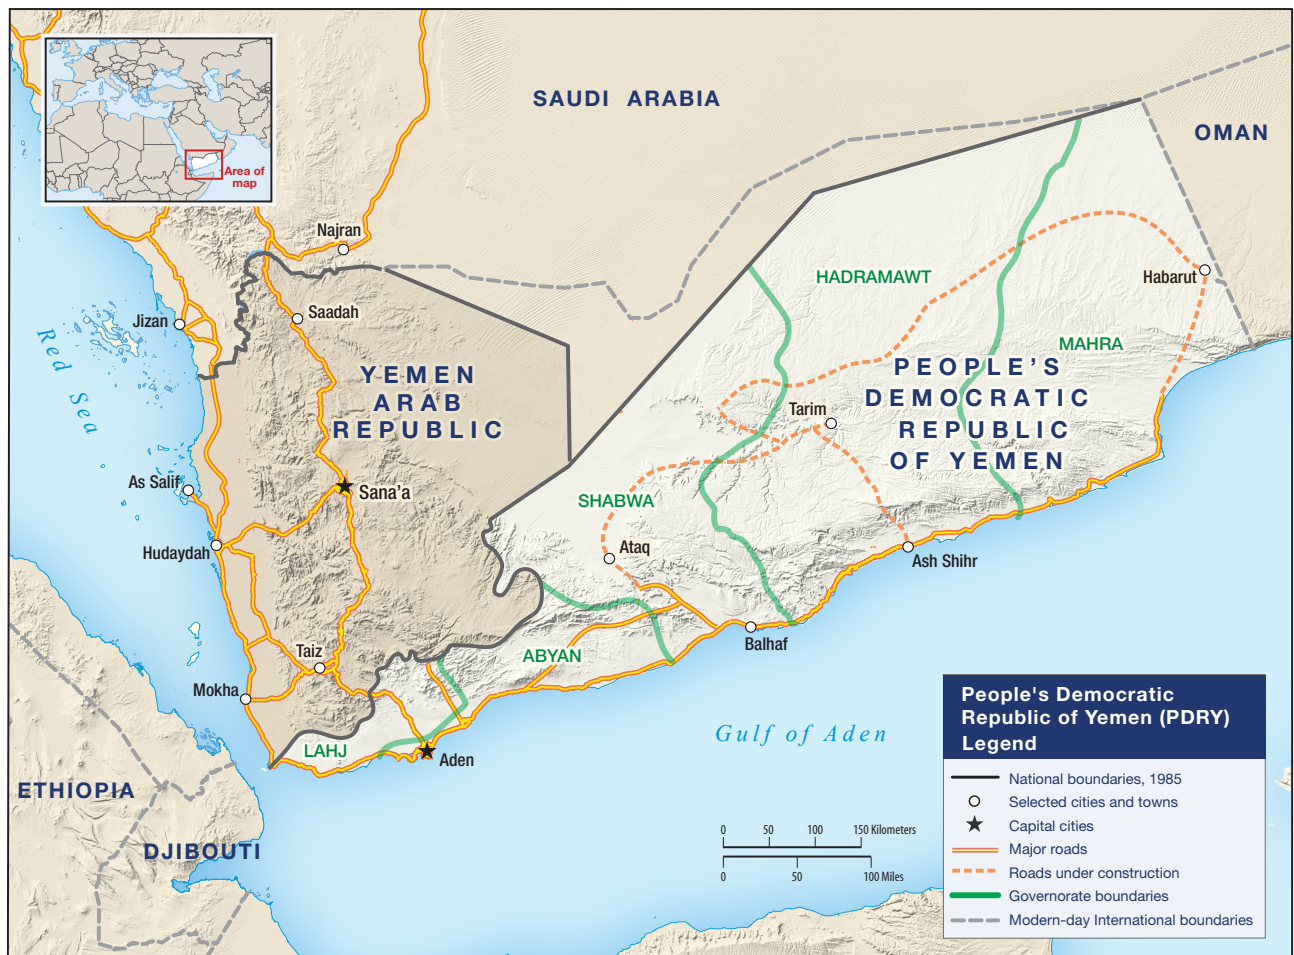 SAUDI ARABIA
OMAN
Area of
map
Najran
Saadah
Jizan
HADRAMAWT
Habarut
MAHRA
Red Sea
YEMEN
ARAB
REPUBLIC
PEOPLE'S
DEMOCRATIC
REPUBLIC
OF YEMEN
Tarim
As Salif
Sana'a
SHABWA
Hudaydah
Ataq
Ash Shihr
Balhaf
Taiz
ABYAN
Mokha
LAHJ
Aden
Gulf of Aden
ETHIOPIA
DJIBOUTI
0 50 100 150 Kilometers
0 50 100 Miles
People's Democratic
Republic of Yemen (PDRY)
Legend
National boundaries, 1985
Selected cities and towns
Capital cities
Major roads
Roads under construction
Governorate boundaries
Modern-day International boundaries